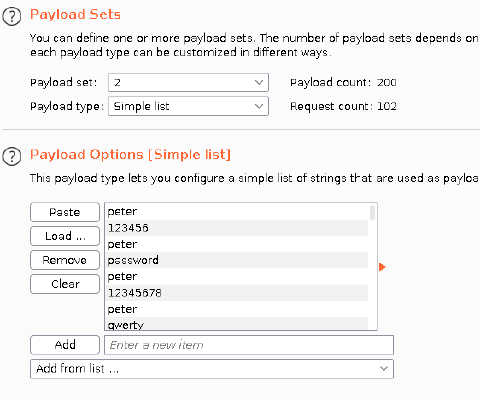 Payload Sets
You can define one or more payload sets. The number of payload sets depends on
each payload type can be customized in different ways.
Payload set: 2 Payload count: 200
Payload type: Simple list Request count: 102
Payload Options [Simple list]
This payload type lets you configure a simple list of strings that are used as payloa
Paste
Load ...
Remove
Clear
peter
123456
peter
password
peter
12345678
peter
qwerty
Add Enter a new item
Add from list ...